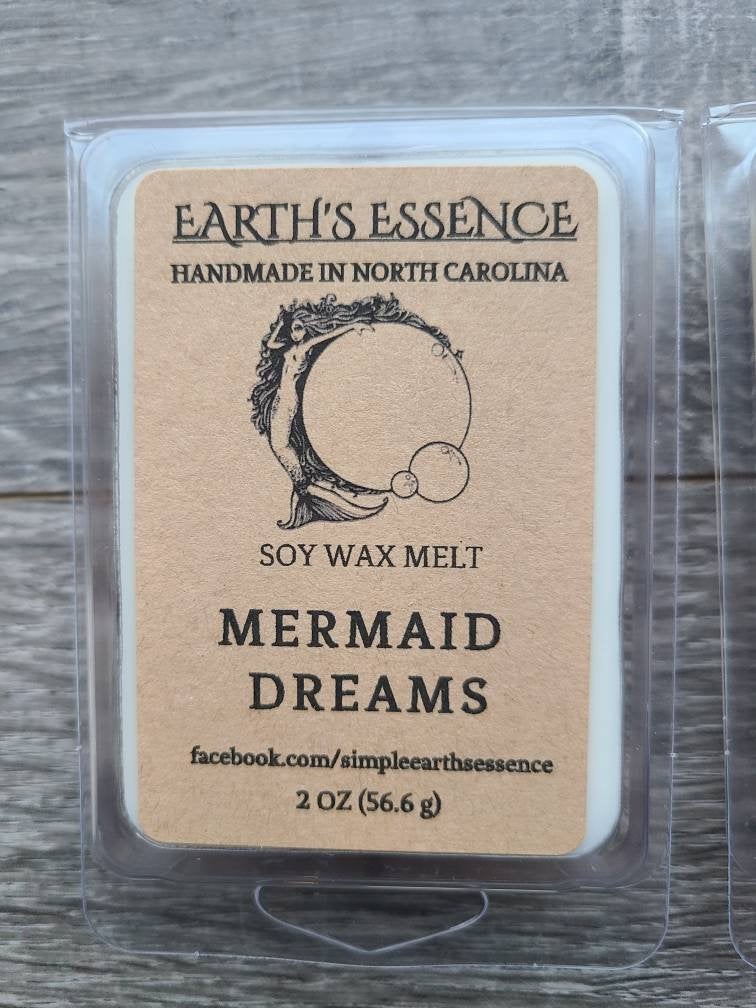 EARTH'S ESSENCE
HANDMADE IN NORTH CAROLINA
SOY WAX MELT
MERMAID
DREAMS
facebook.com/simpleearthsessence
2 OZ (56.6 g)